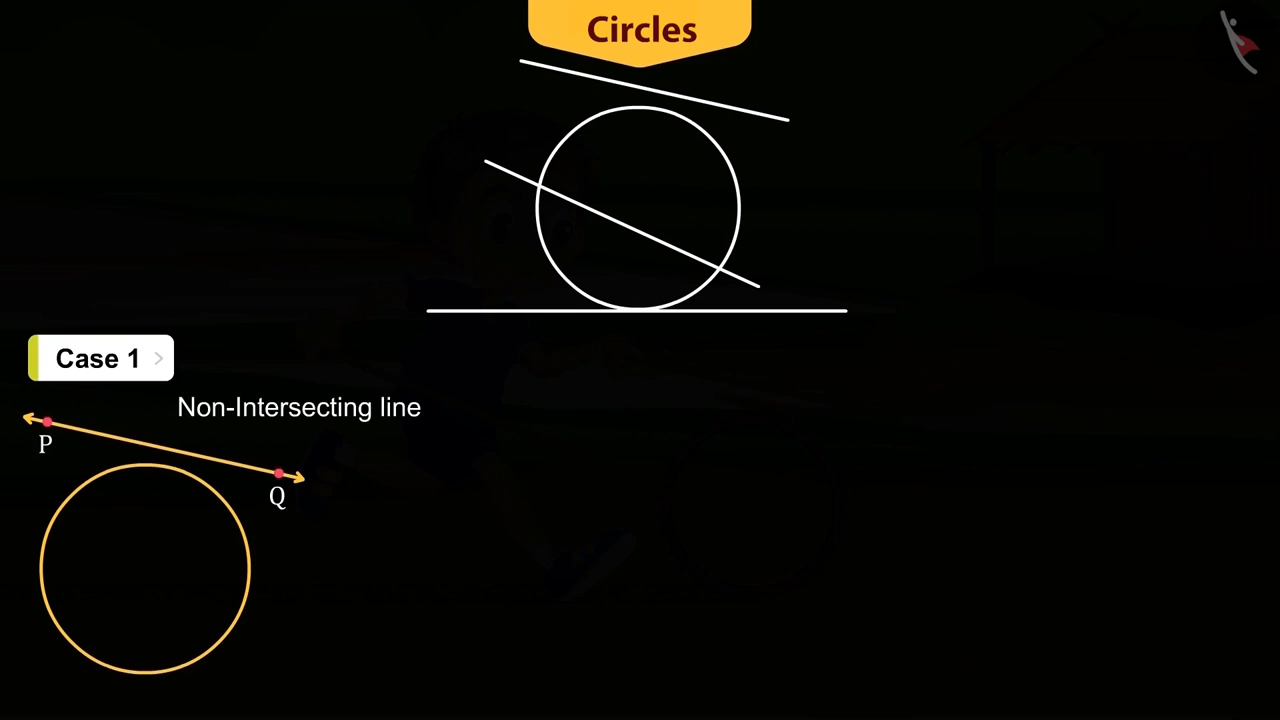 Circles
Case 1
Non-Intersecting line
P
Q